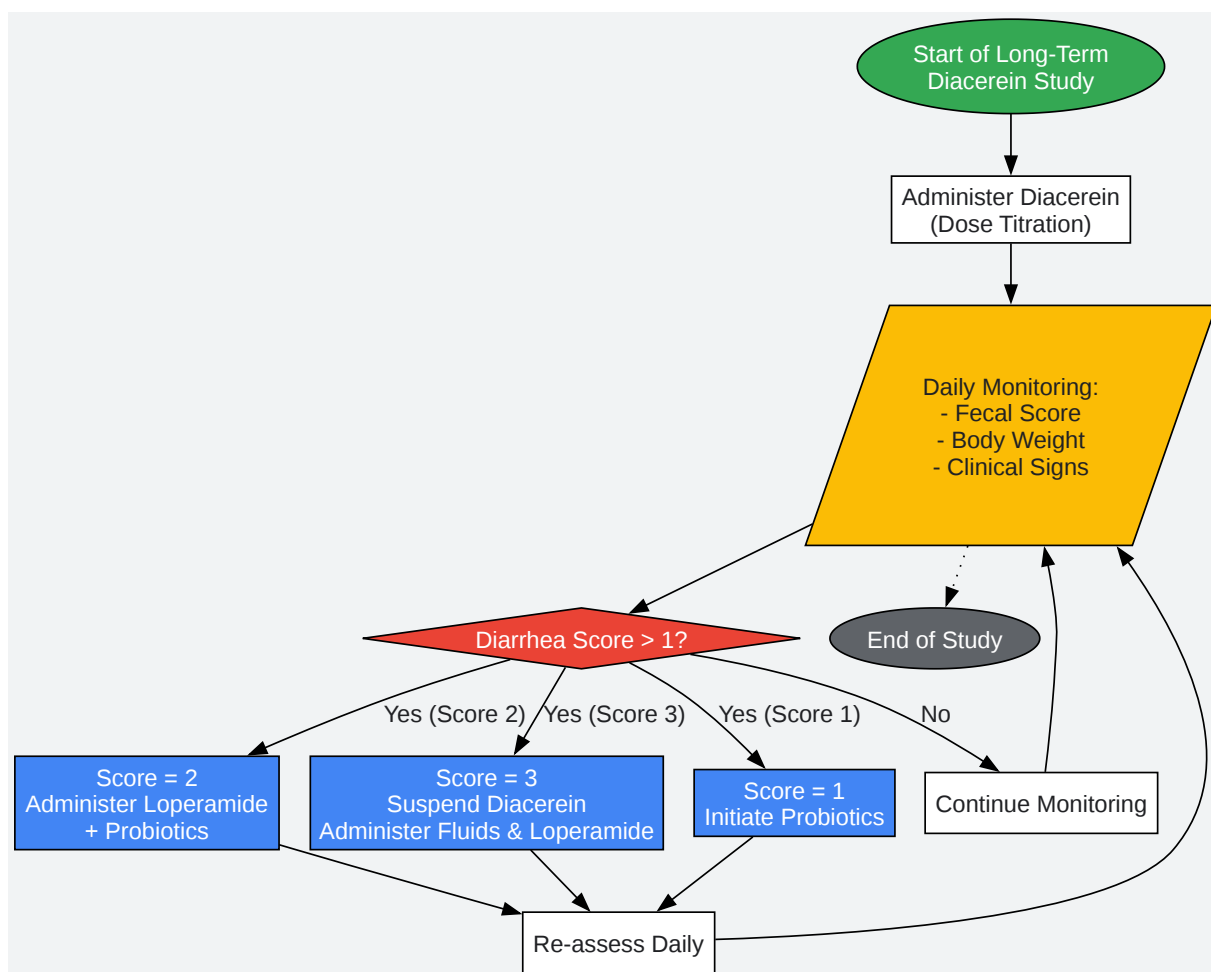 Start of Long-Term
Diacerein Study
Administer Diacerein
(Dose Titration)
Daily Monitoring:
- Fecal Score
- Body Weight
- Clinical Signs
Diarrhea Score > 1?
End of Study
Yes (Score 2)
Yes (Score 3)
Yes (Score 1)
No
Score = 2
Administer Loperamide
+ Probiotics
Score = 3
Suspend Diacerein
Administer Fluids & Loperamide
Score = 1
Initiate Probiotics
Continue Monitoring
Re-assess Daily